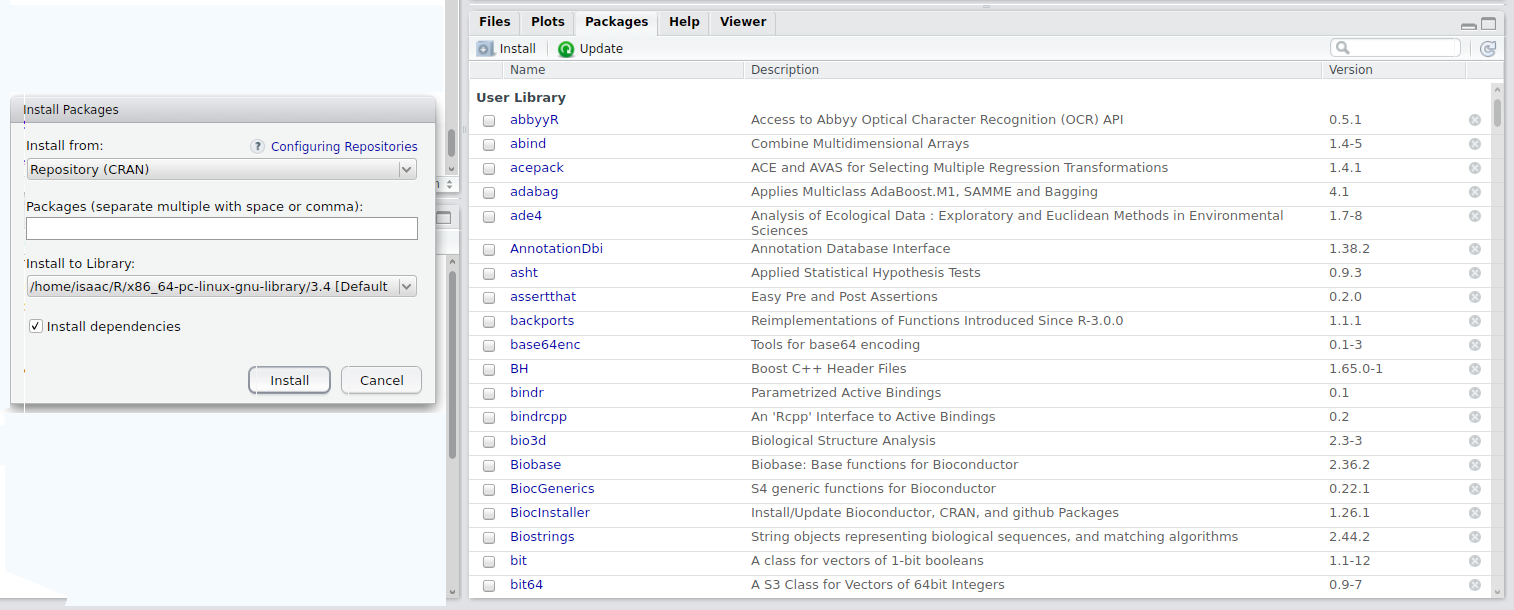 Install Packages
Install from:
? Configuring Repositories
Repository (CRAN)
Packages (separate multiple with space or comma):
Install to Library:
/home/isaac/R/x86_64-pc-linux-gnu-library/3.4 [Default
Install dependencies
Install Cancel
Files Plots Packages Help Viewer
Install Update
Name Description Version
User Library
abbyyR Access to Abbyy Optical Character Recognition (OCR) API 0.5.1
abind Combine Multidimensional Arrays 1.4-5
acepack ACE and AVAS for Selecting Multiple Regression Transformations 1.4.1
adabag Applies Multiclass AdaBoost.M1, SAMME and Bagging 4.1
ade4 Analysis of Ecological Data : Exploratory and Euclidean Methods in Environmental 1.7-8
Sciences
AnnotationDbi Annotation Database Interface 1.38.2
asht Applied Statistical Hypothesis Tests 0.9.3
assertthat Easy Pre and Post Assertions 0.2.0
backports Reimplementations of Functions Introduced Since R-3.0.0 1.1.1
base64enc Tools for base64 encoding 0.1-3
BH Boost C++ Header Files 1.65.0-1
bindr Parametrized Active Bindings 0.1
bindrcpp An 'Rcpp' Interface to Active Bindings 0.2
bio3d Biological Structure Analysis 2.3-3
Biobase Biobase: Base functions for Bioconductor 2.36.2
BiocGenerics S4 generic functions for Bioconductor 0.22.1
BiocInstaller Install/Update Bioconductor, CRAN, and github Packages 1.26.1
Biostrings String objects representing biological sequences, and matching algorithms 2.44.2
bit A class for vectors of 1-bit booleans 1.1-12
bit64 A S3 Class for Vectors of 64bit Integers 0.9-7